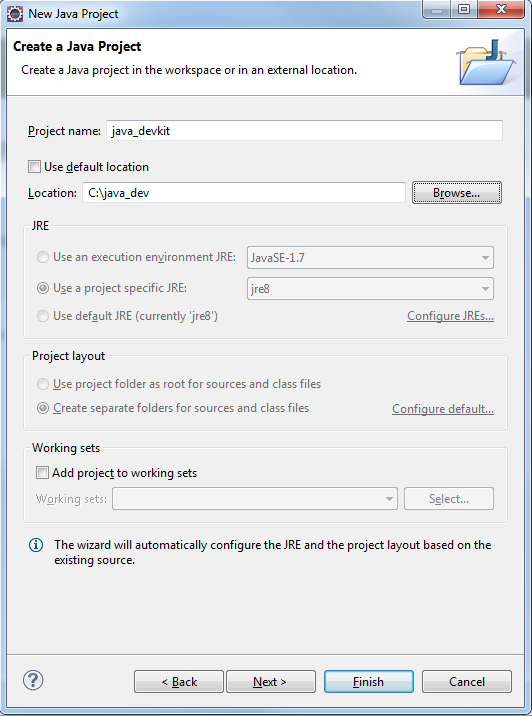 New Java Project
Create a Java Project
Create a Java project in the workspace or in an external location.
Project name: java_devkit
Use default location
Location: C:\java_dev Browse...
JRE
Use an execution environment JRE: JavaSE-1.7
Use a project specific JRE: jre8
Use default JRE (currently 'jre8') Configure JREs...
Project layout
Use project folder as root for sources and class files
Create separate folders for sources and class files Configure default...
Working sets
Add project to working sets
Working sets: Select...
The wizard will automatically configure the JRE and the project layout based on the
existing source.
? < Back Next > Finish Cancel